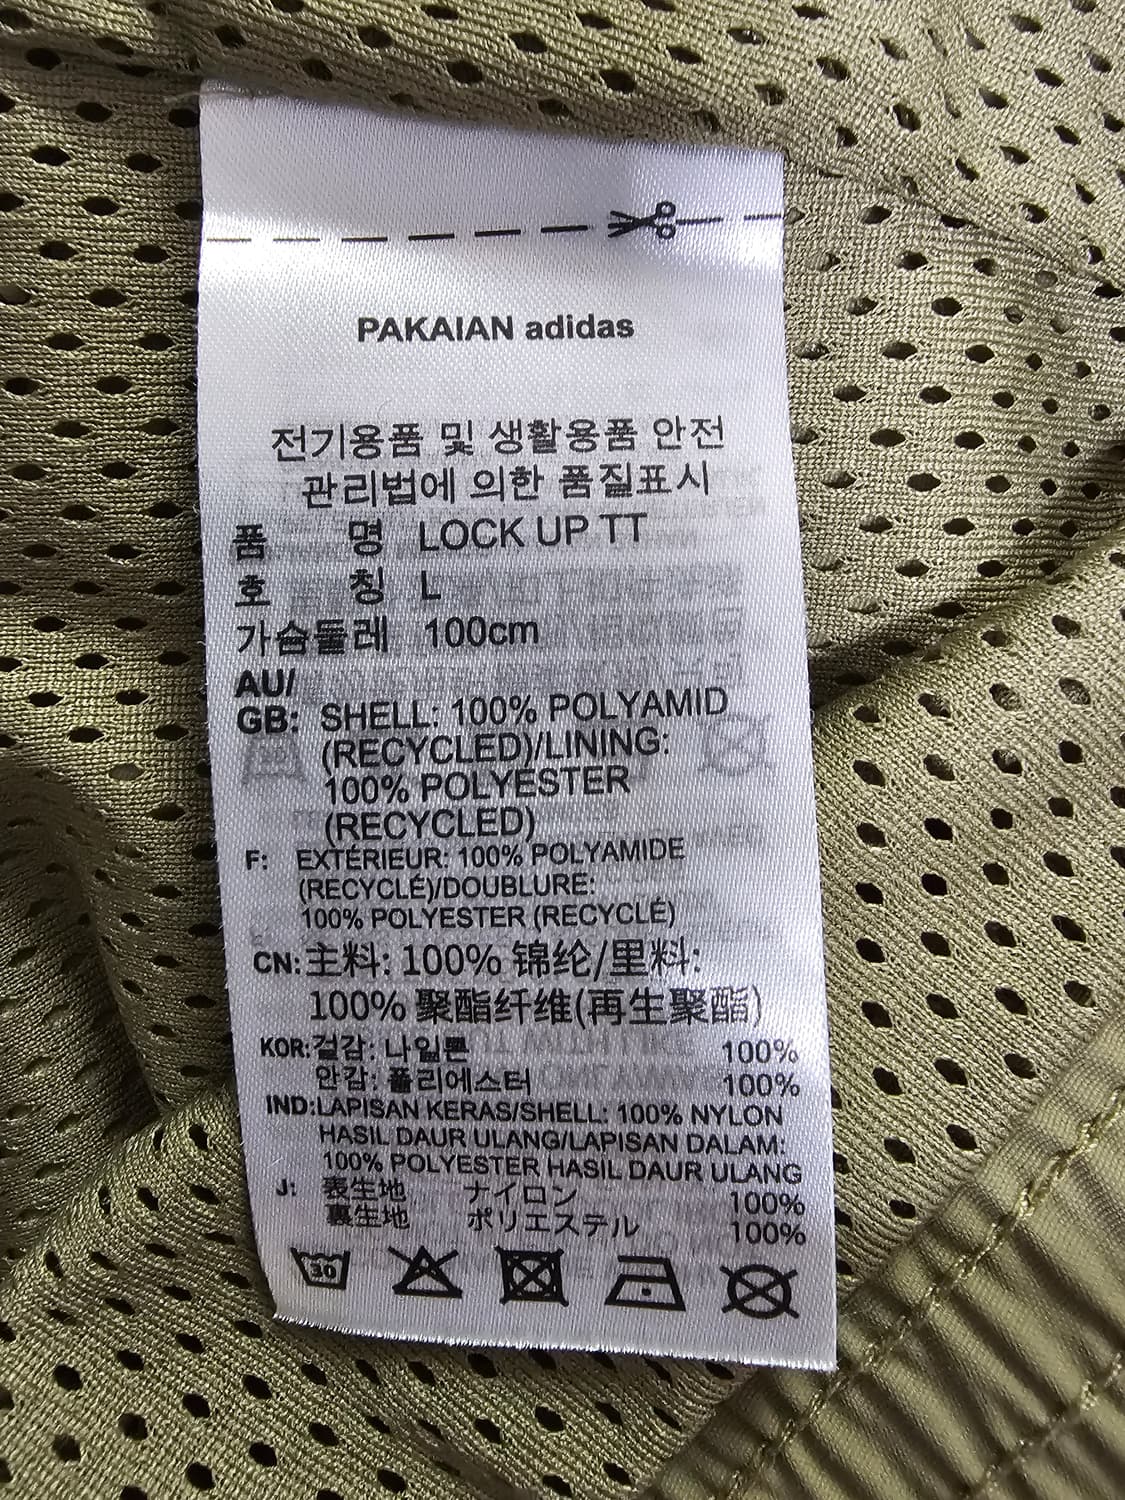 PAKAIAN adidas
전기용품 및 생활용품 안전
관리법에 의한 품질표시
품 명 LOCK UP TT
호 칭 L
가슴둘레 100cm
AU/
GB: SHELL: 100% POLYAMID
(RECYCLED)/LINING:
100% POLYESTER
(RECYCLED)
F: EXTÉRIEUR: 100% POLYAMIDE
(RECYCLÉ)/DOUBLURE:
100% POLYESTER (RECYCLÉ)
CN: 主料: 100% 锦纶/里料:
100% 聚酯纤维(再生聚酯)
KOR: 겉감: 나일론 100%
안감: 폴리에스터 100%
IND: LAPISAN KERAS/SHELL: 100% NYLON
HASIL DAUR ULANG/LAPISAN DALAM:
100% POLYESTER HASIL DAUR ULANG
J: 表生地 ナイロン 100%
裏生地 ポリエステル 100%
30